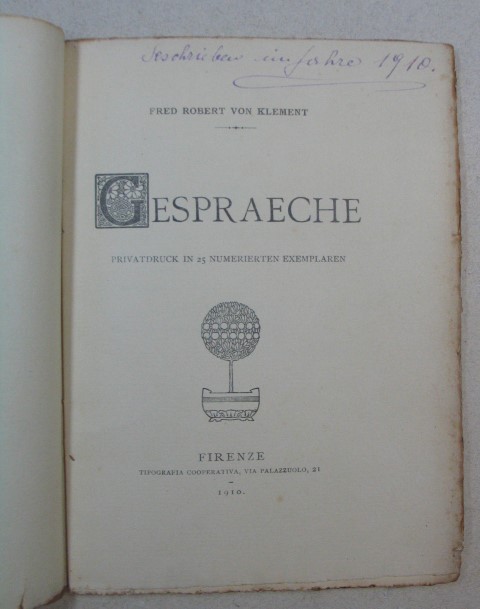 Geschrieben im Jahre 1910.
FRED ROBERT VON KLEMENT
GESPRAECHE
PRIVATDRUCK IN 25 NUMERIERTEN EXEMPLAREN
FIRENZE
TIPOGRAFIA COOPERATIVA, VIA PALAZZUOLO, 21
1910.